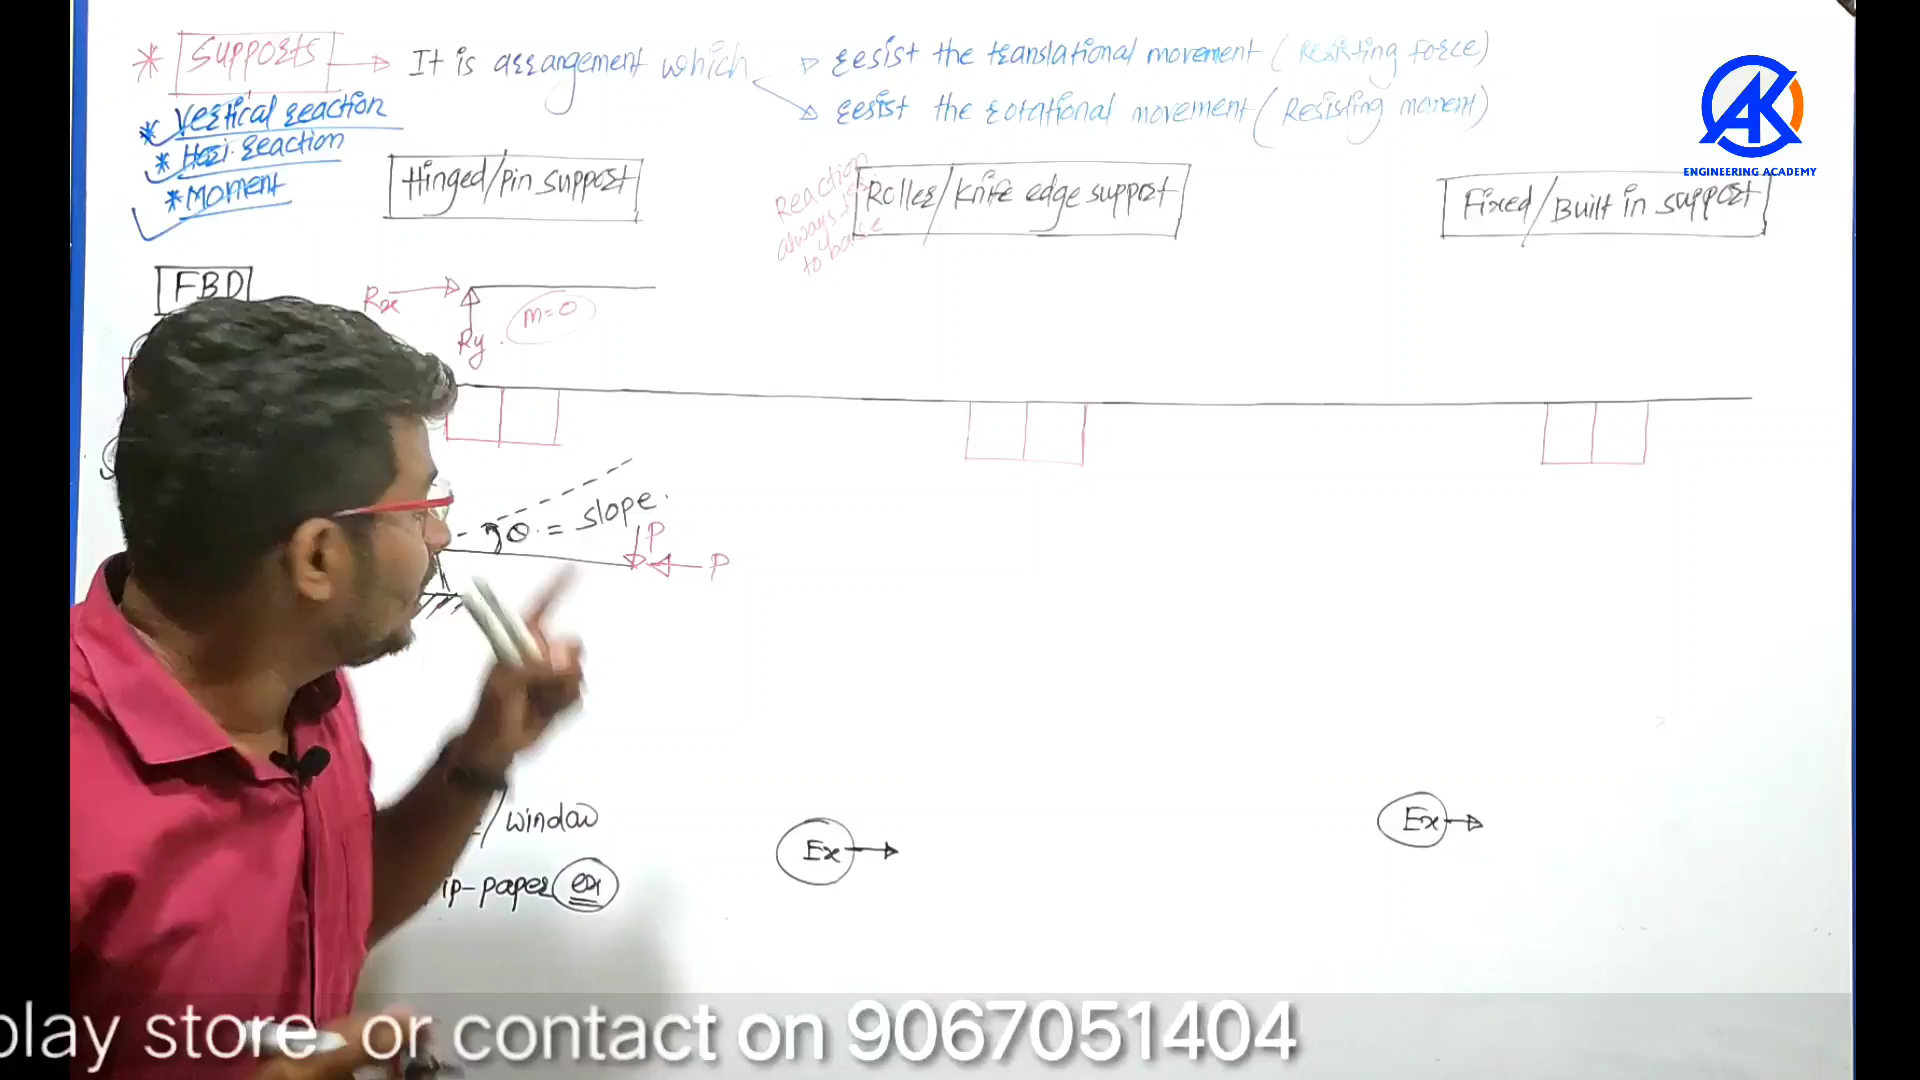 * Supports → It is arrangement which
→ resist the translational movement (Resisting force)
→ resist the rotational movement (Resisting moment)
* Vertical reaction
* Hori. reaction
* Moment
Hinged/pin support
Reaction always to base
Roller/Knife edge support
Fixed/Built in support
AK
ENGINEERING ACADEMY
FBD
Rx
Ry
m=0
θ = slope.
P
P
/window
ip-paper ex
Ex →
Ex →
play store or contact on 9067051404